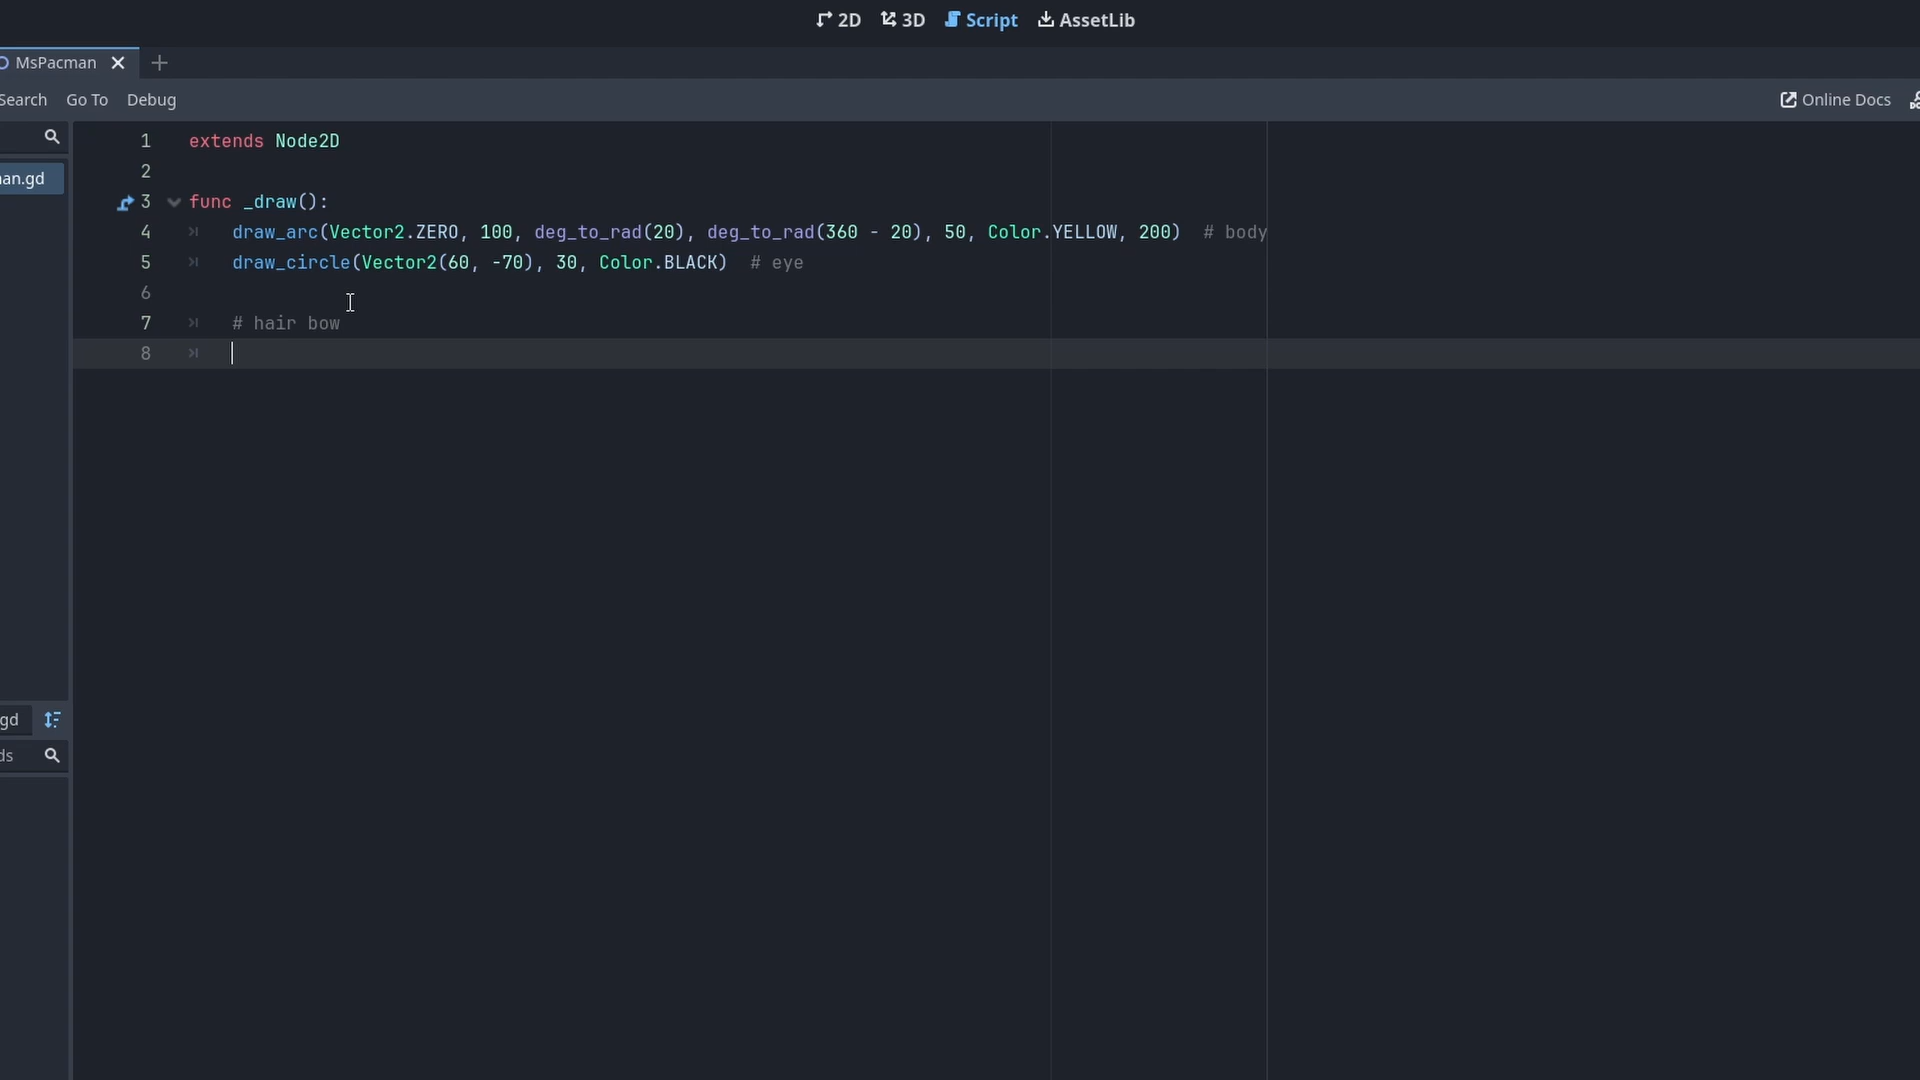 2D 3D Script AssetLib
MsPacman
Search Go To Debug Online Docs
an.gd
1 extends Node2D
2
3 func _draw():
4 draw_arc(Vector2.ZERO, 100, deg_to_rad(20), deg_to_rad(360 - 20), 50, Color.YELLOW, 200)  # body
5 draw_circle(Vector2(60, -70), 30, Color.BLACK)  # eye
6
7 # hair bow
8
gd
ds